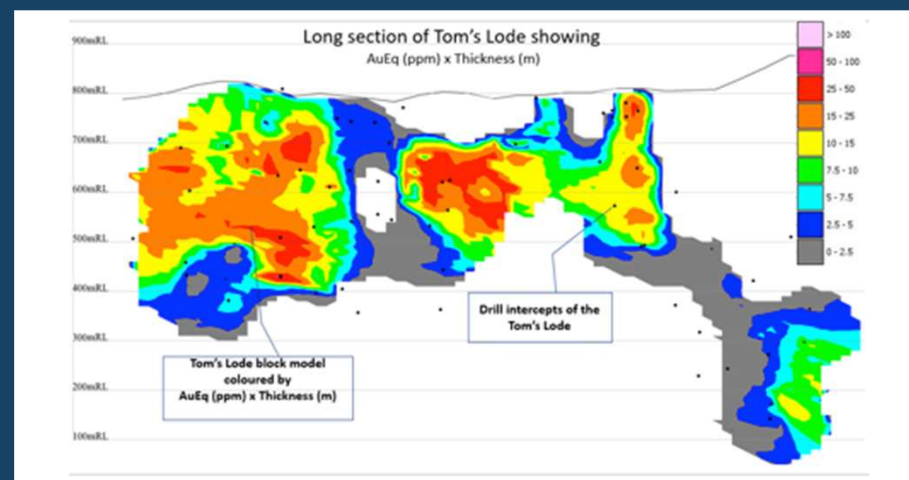 Long section of Tom's Lode showing
AuEq (ppm) x Thickness (m)
900mRL
800mRL
700mRL
600mRL
500mRL
400mRL
300mRL
200mRL
100mRL
> 100
50 - 100
25 - 50
15 - 25
10 - 15
7.5 - 10
5 - 7.5
2.5 - 5
0 - 2.5
Drill intercepts of the
Tom's Lode
Tom's Lode block model
coloured by
AuEq (ppm) x Thickness (m)